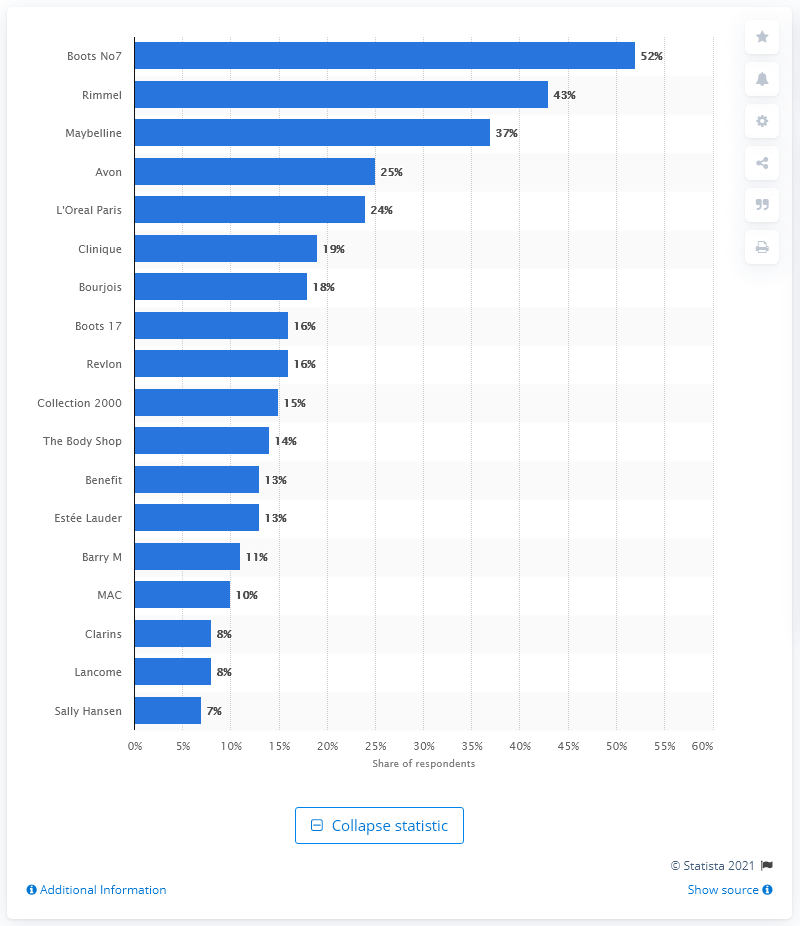 Boots No7 52%
Rimmel 43%
Maybelline 37%
Avon 25%
L'Oreal Paris 24%
Clinique 19%
Bourjois 18%
Boots 17 16%
Revlon 16%
Collection 2000 15%
The Body Shop 14%
Benefit 13%
Estée Lauder 13%
Barry M 11%
MAC 10%
Clarins 8%
Lancome 8%
Sally Hansen 7%
0% 5% 10% 15% 20% 25% 30% 35% 40% 45% 50% 55% 60%
Share of respondents
Collapse statistic
© Statista 2021
Additional Information Show source